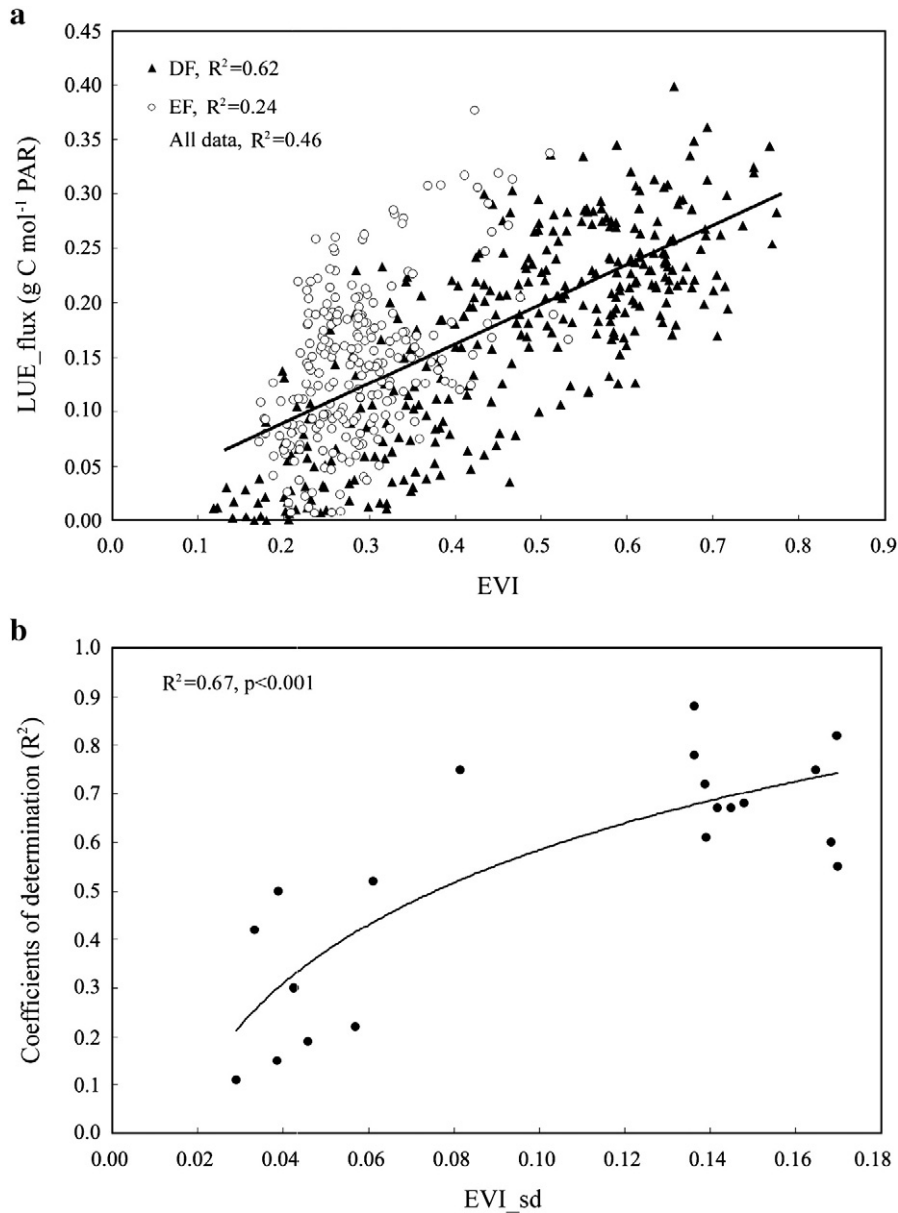 a
0.45
0.40
0.35
0.30
0.25
0.20
0.15
0.10
0.05
0.00
LUE_flux (g C mol⁻¹ PAR)
▲ DF, R²=0.62
○ EF, R²=0.24
All data, R²=0.46
0.0 0.1 0.2 0.3 0.4 0.5 0.6 0.7 0.8 0.9
EVI
b
1.0
0.9
0.8
0.7
0.6
0.5
0.4
0.3
0.2
0.1
0.0
Coefficients of determination (R²)
R²=0.67, p<0.001
0.00 0.02 0.04 0.06 0.08 0.10 0.12 0.14 0.16 0.18
EVI_sd